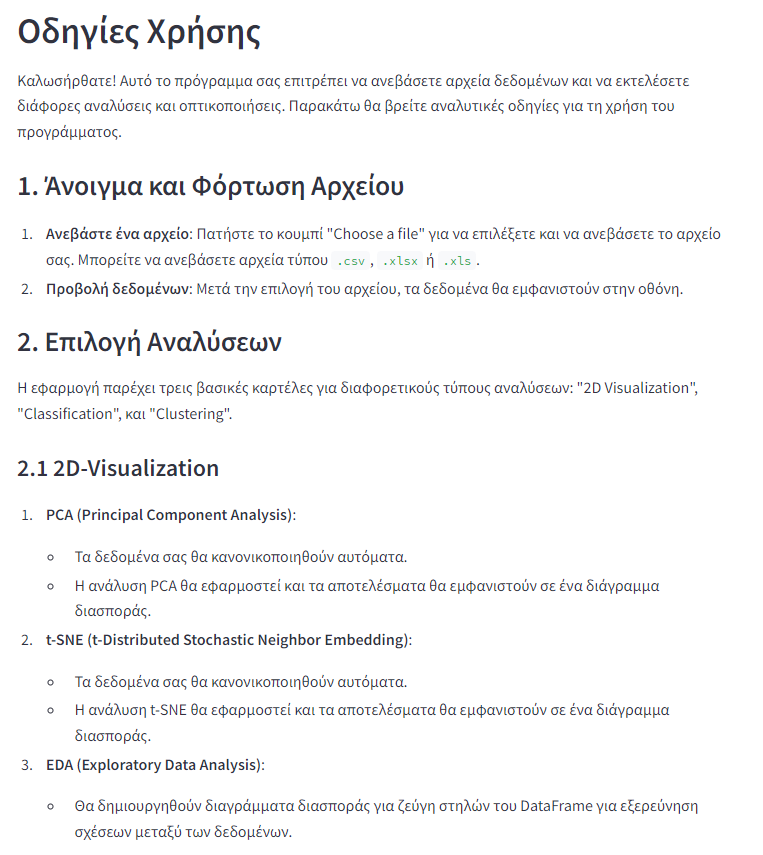 Οδηγίες Χρήσης
Καλωσήρθατε! Αυτό το πρόγραμμα σας επιτρέπει να ανεβάσετε αρχεία δεδομένων και να εκτελέσετε
διάφορες αναλύσεις και οπτικοποιήσεις. Παρακάτω θα βρείτε αναλυτικές οδηγίες για τη χρήση του
προγράμματος.
1. Άνοιγμα και Φόρτωση Αρχείου
1. Ανεβάστε ένα αρχείο: Πατήστε το κουμπί "Choose a file" για να επιλέξετε και να ανεβάσετε το αρχείο
σας. Μπορείτε να ανεβάσετε αρχεία τύπου .csv , .xlsx ή .xls .
2. Προβολή δεδομένων: Μετά την επιλογή του αρχείου, τα δεδομένα θα εμφανιστούν στην οθόνη.
2. Επιλογή Αναλύσεων
Η εφαρμογή παρέχει τρεις βασικές καρτέλες για διαφορετικούς τύπους αναλύσεων: "2D Visualization",
"Classification", και "Clustering".
2.1 2D-Visualization
1. PCA (Principal Component Analysis):
○ Τα δεδομένα σας θα κανονικοποιηθούν αυτόματα.
○ Η ανάλυση PCA θα εφαρμοστεί και τα αποτελέσματα θα εμφανιστούν σε ένα διάγραμμα
διασποράς.
2. t-SNE (t-Distributed Stochastic Neighbor Embedding):
○ Τα δεδομένα σας θα κανονικοποιηθούν αυτόματα.
○ Η ανάλυση t-SNE θα εφαρμοστεί και τα αποτελέσματα θα εμφανιστούν σε ένα διάγραμμα
διασποράς.
3. EDA (Exploratory Data Analysis):
○ Θα δημιουργηθούν διαγράμματα διασποράς για ζεύγη στηλών του DataFrame για εξερεύνηση
σχέσεων μεταξύ των δεδομένων.